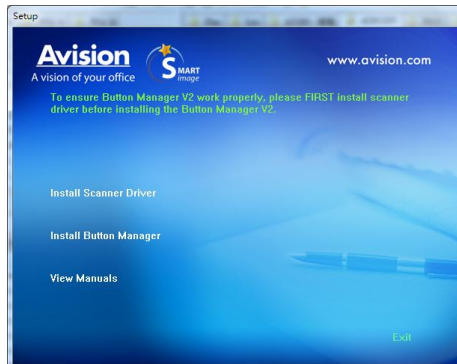 Setup
Avision
A vision of your office
SMART
image
www.avision.com
To ensure Button Manager V2 work properly, please FIRST install scanner
driver before installing the Button Manager V2.
Install Scanner Driver
Install Button Manager
View Manuals
Exit